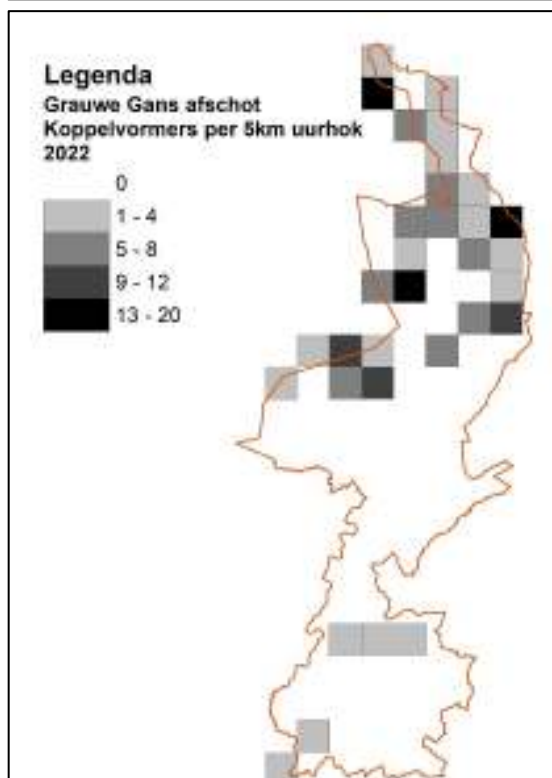 Legenda
Grauwe Gans afschot
Koppelvormers per 5km uurhok
2022
0
1 - 4
5 - 8
9 - 12
13 - 20